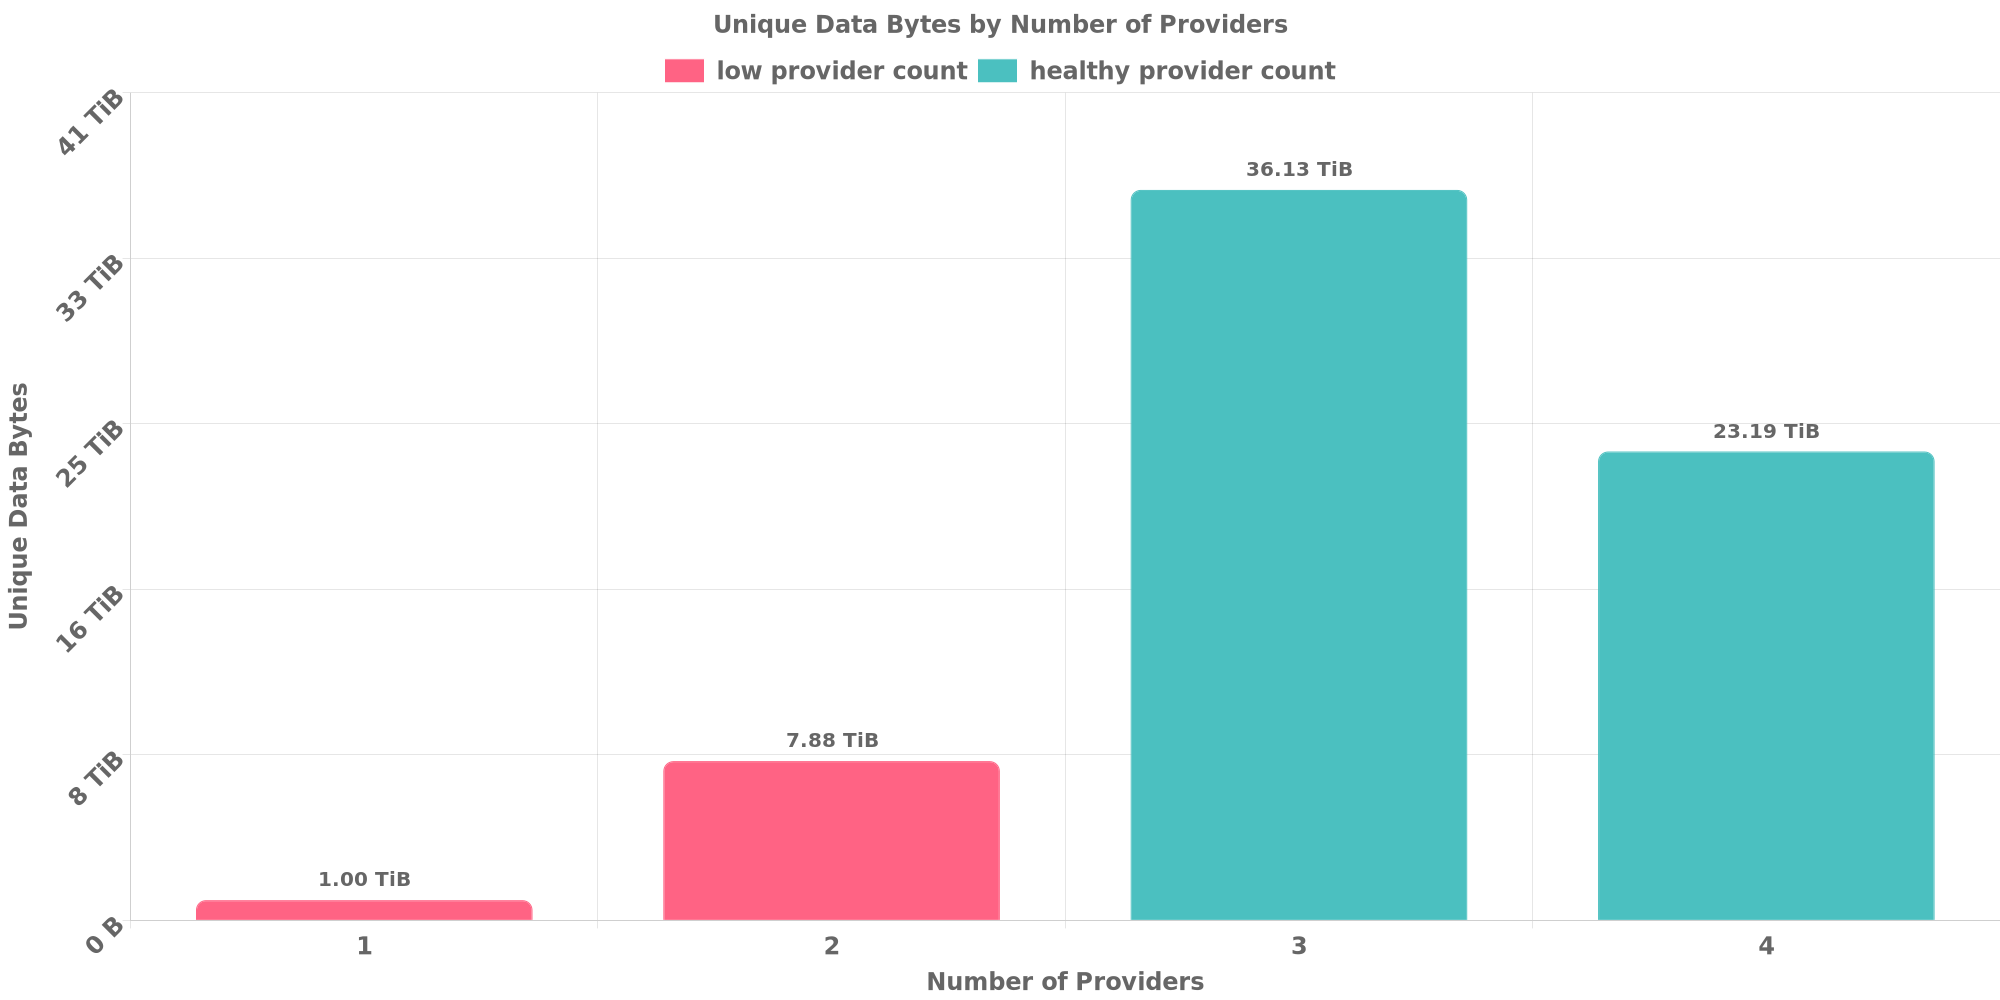 Unique Data Bytes by Number of Providers
low provider count healthy provider count
41 TiB
33 TiB
25 TiB
16 TiB
8 TiB
0 B
Unique Data Bytes
1.00 TiB
7.88 TiB
36.13 TiB
23.19 TiB
1 2 3 4
Number of Providers